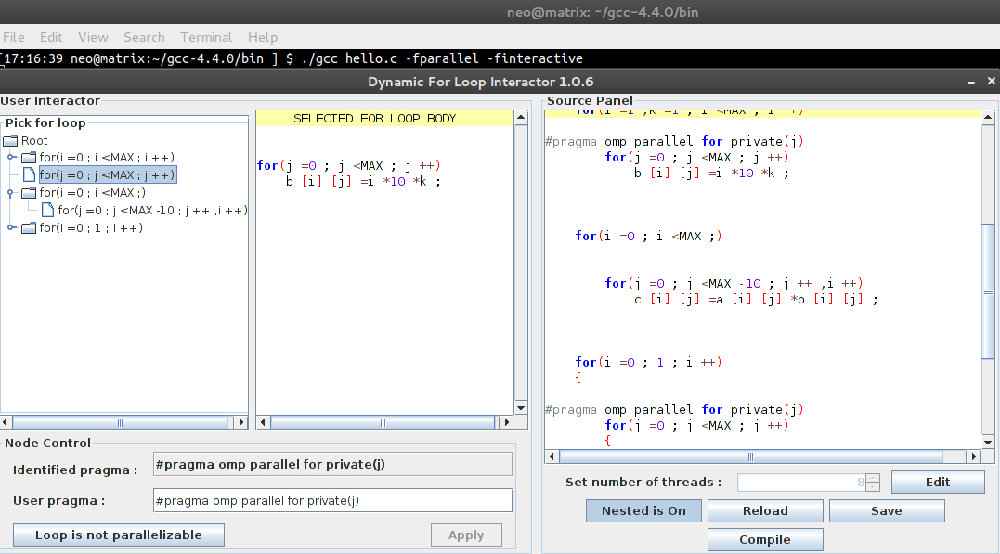 neo@matrix: ~/gcc-4.4.0/bin
File Edit View Search Terminal Help
[17:16:39 neo@matrix:~/gcc-4.4.0/bin ] $ ./gcc hello.c -fparallel -finteractive
Dynamic For Loop Interactor 1.0.6
User Interactor
Pick for loop
Root
for(i =0 ; i <MAX ; i ++)
for(j =0 ; j <MAX ; j ++)
for(i =0 ; i <MAX ;)
for(j =0 ; j <MAX -10 ; j ++ ,i ++)
for(i =0 ; 1 ; i ++)
SELECTED FOR LOOP BODY
- - - - - - - - - - - - - - - - - - - - - - - - - - - - -
for(j =0 ; j <MAX ; j ++)
b [i] [j] =i *10 *k ;
Source Panel
for(i =1 ,k =1 ; i <MAX ; i ++)
#pragma omp parallel for private(j)
for(j =0 ; j <MAX ; j ++)
b [i] [j] =i *10 *k ;
for(i =0 ; i <MAX ;)
for(j =0 ; j <MAX -10 ; j ++ ,i ++)
c [i] [j] =a [i] [j] *b [i] [j] ;
for(i =0 ; 1 ; i ++)
{
#pragma omp parallel for private(j)
for(j =0 ; j <MAX ; j ++)
{
Node Control
Identified pragma : #pragma omp parallel for private(j)
User pragma : #pragma omp parallel for private(j)
Loop is not parallelizable Apply
Set number of threads : 8 Edit
Nested is On Reload Save
Compile